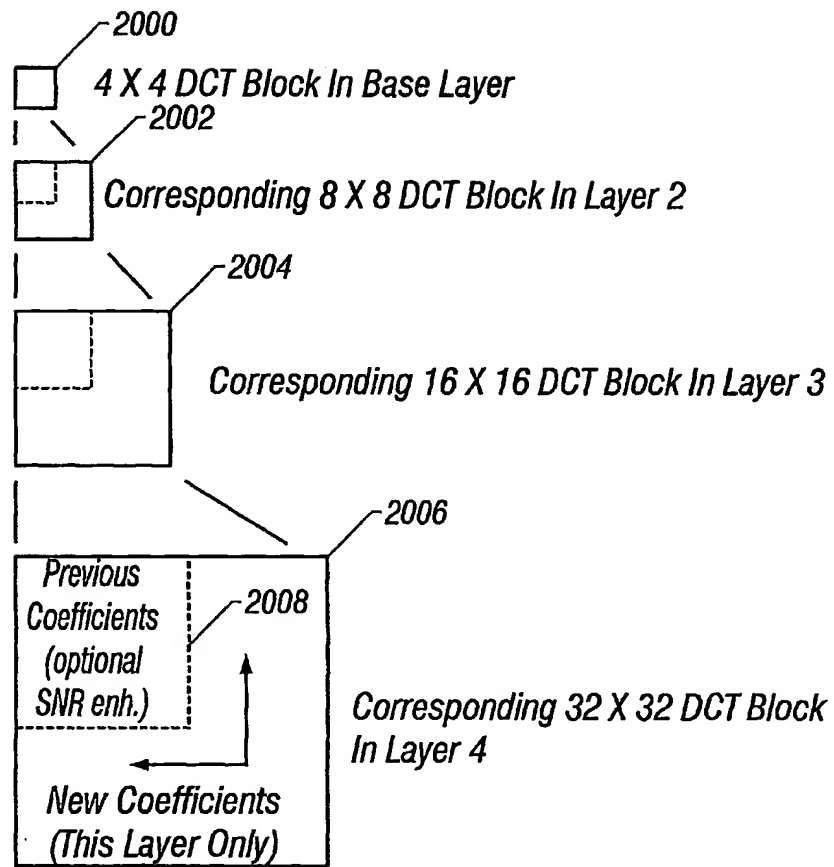 2000
4 X 4 DCT Block In Base Layer
2002
Corresponding 8 X 8 DCT Block In Layer 2
2004
Corresponding 16 X 16 DCT Block In Layer 3
2006
Previous
Coefficients
(optional
SNR enh.)
2008
Corresponding 32 X 32 DCT Block
In Layer 4
New Coefficients
(This Layer Only)